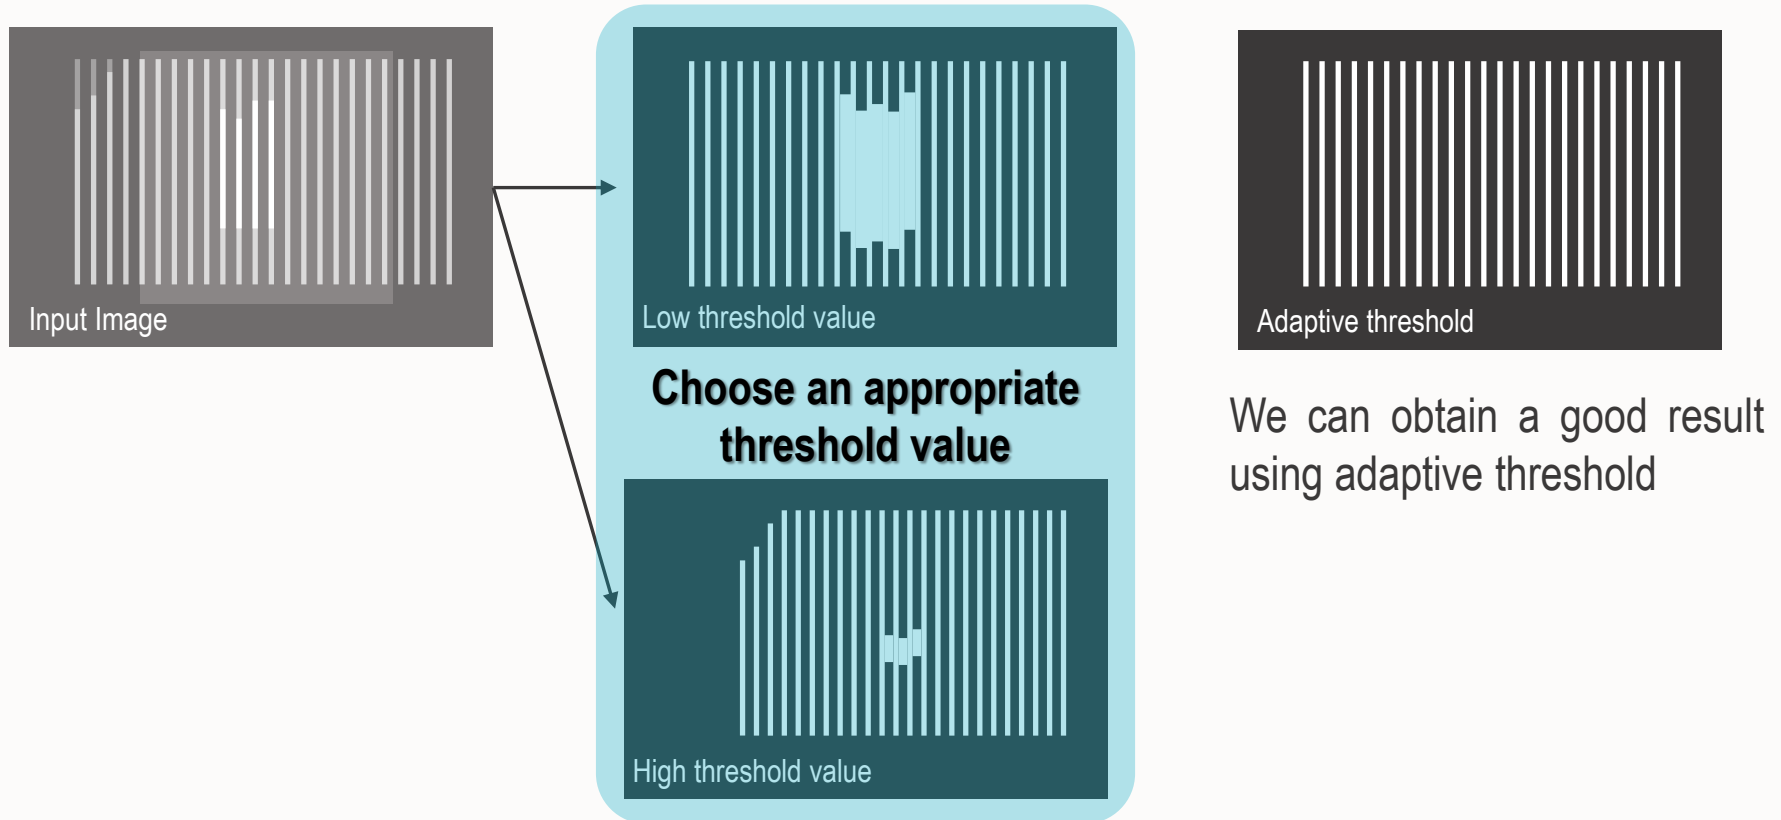 Input Image
Low threshold value
Choose an appropriate
threshold value
High threshold value
Adaptive threshold
We can obtain a good result
using adaptive threshold